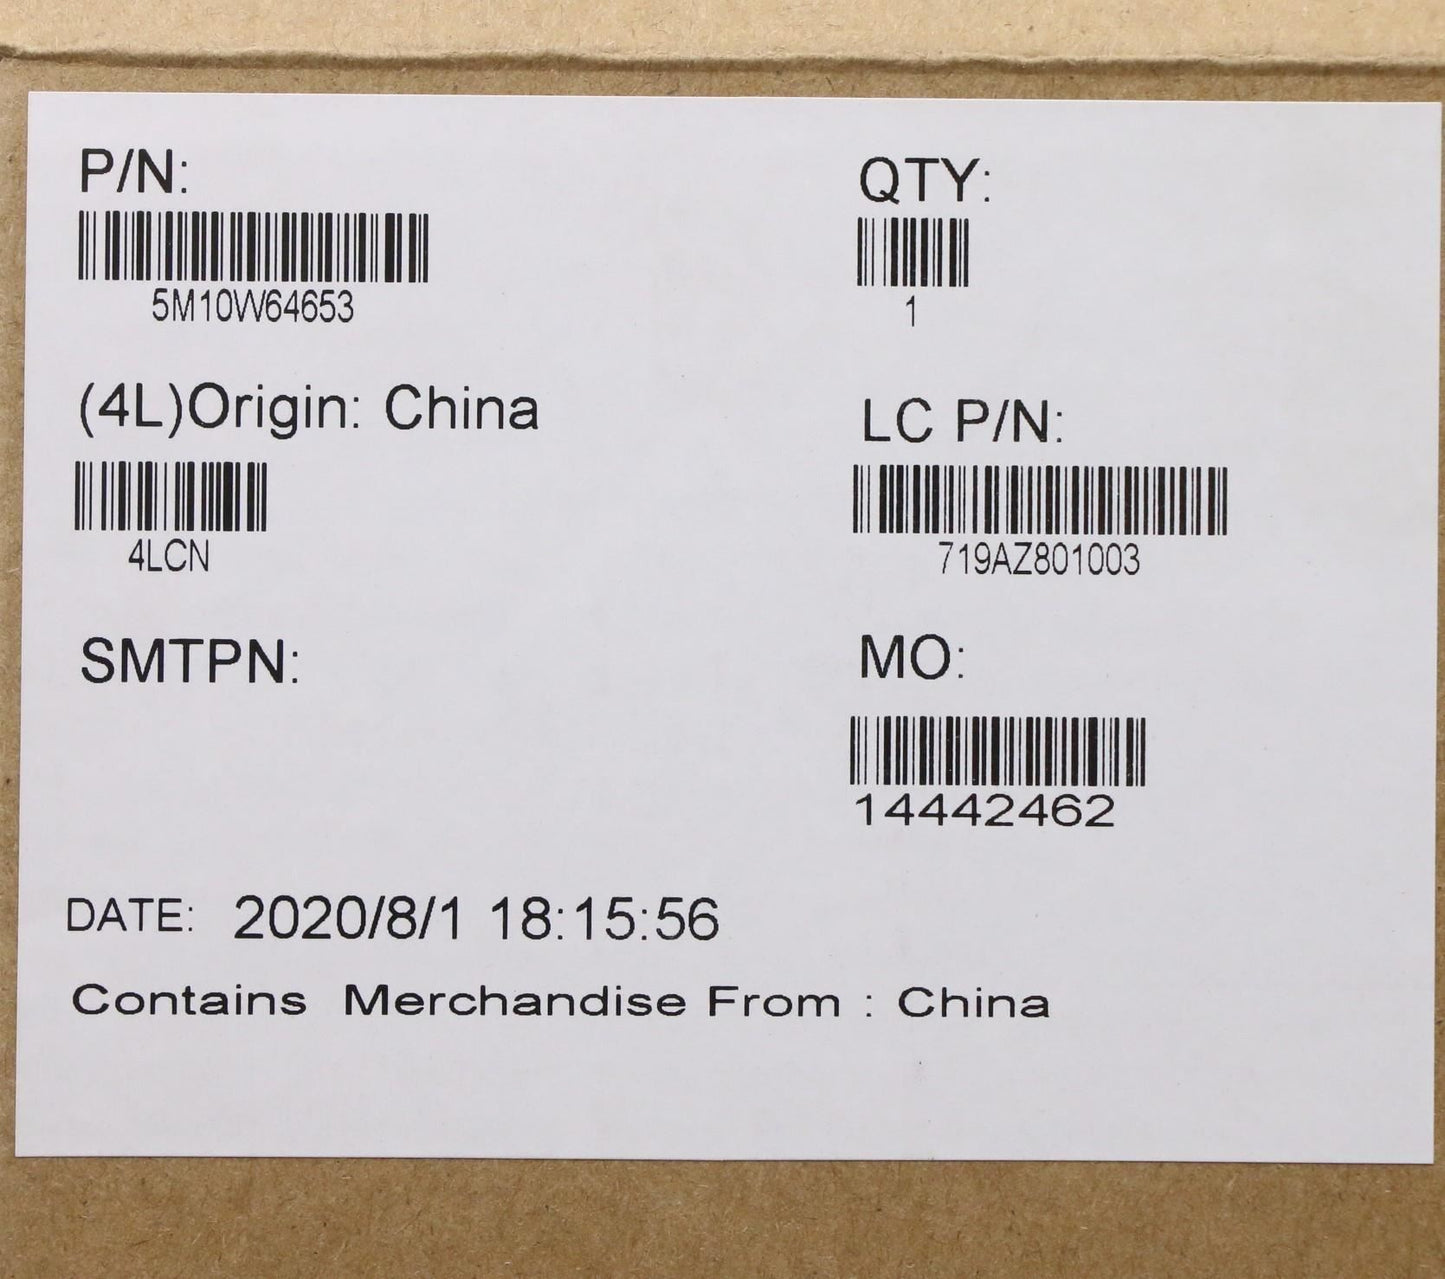 P/N:
5M10W64653
QTY:
1
(4L)Origin: China
4LCN
LC P/N:
719AZ801003
SMTPN:
MO:
14442462
DATE: 2020/8/1 18:15:56
Contains Merchandise From : China